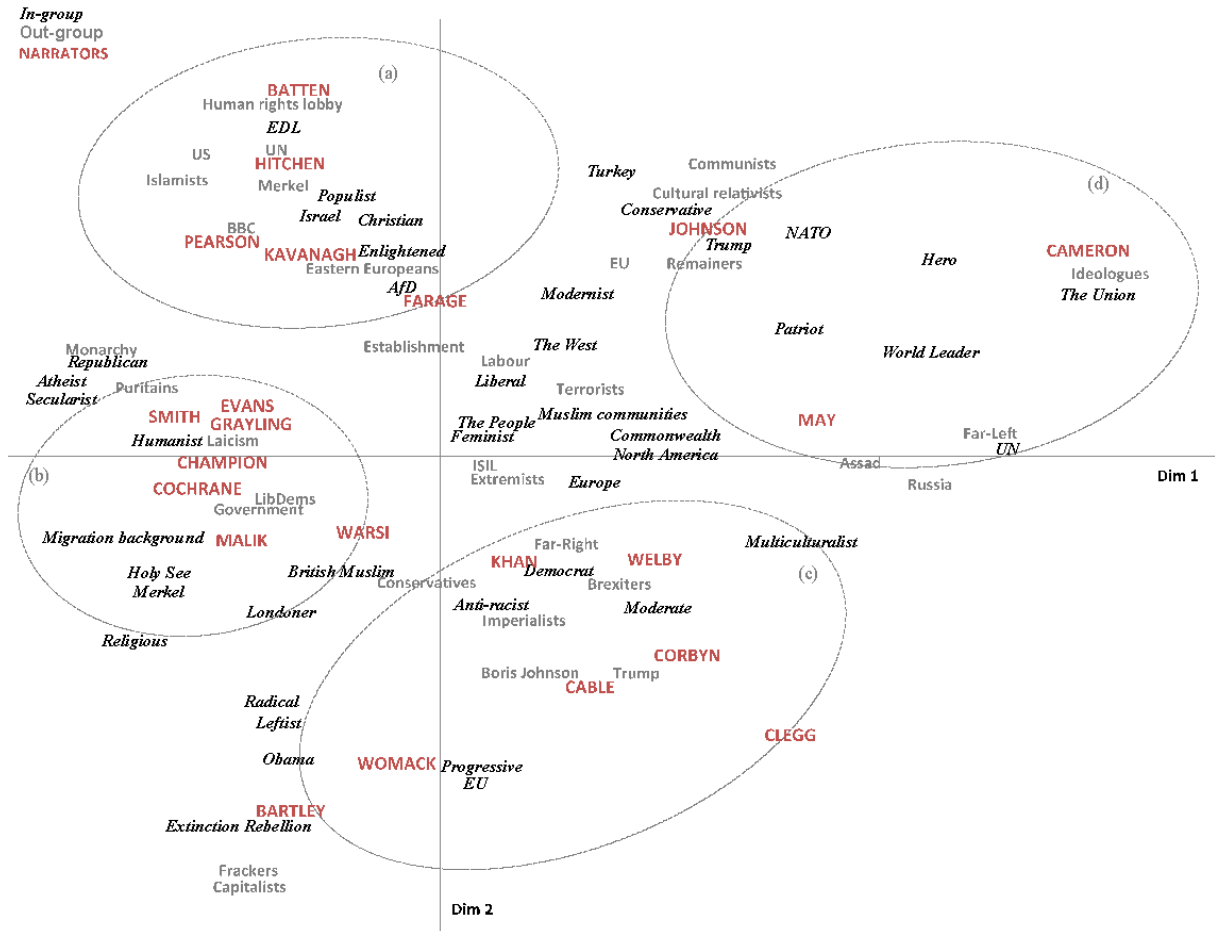 In-group
Out-group
NARRATORS
(a)
BATTEN
Human rights lobby
EDL
US
UN
HITCHEN
Islamists
Merkel
Populist
Israel
Christian
BBC
PEARSON
KAVANAGH
Enlightened
Eastern Europeans
AfD
FARAGE
Turkey
Communists
Cultural relativists
Conservative
JOHNSON
Trump
EU
Remainers
Modernist
(d)
NATO
CAMERON
Hero
Ideologues
The Union
Patriot
World Leader
MAY
Far-Left
UN
Assad
Russia
Dim 1
Monarchy
Republican
Atheist
Secularist
Puritains
Establishment
Labour
The West
Liberal
Terrorists
The People
Muslim communities
Feminist
Commonwealth
North America
ISIL
Extremists
Europe
SMITH
EVANS
GRAYLING
Humanist
Laicism
CHAMPION
(b)
COCHRANE
LibDems
Government
Migration background
MALIK
WARSI
Holy See
Merkel
British Muslim
Conservatives
Londoner
Religious
Far-Right
KHAN
WELBY
Democrat
Brexiters
Multiculturalist
(c)
Anti-racist
Moderate
Imperialists
CORBYN
Boris Johnson
Trump
CABLE
CLEGG
Radical
Leftist
Obama
WOMACK
Progressive
EU
BARTLEY
Extinction Rebellion
Frackers
Capitalists
Dim 2